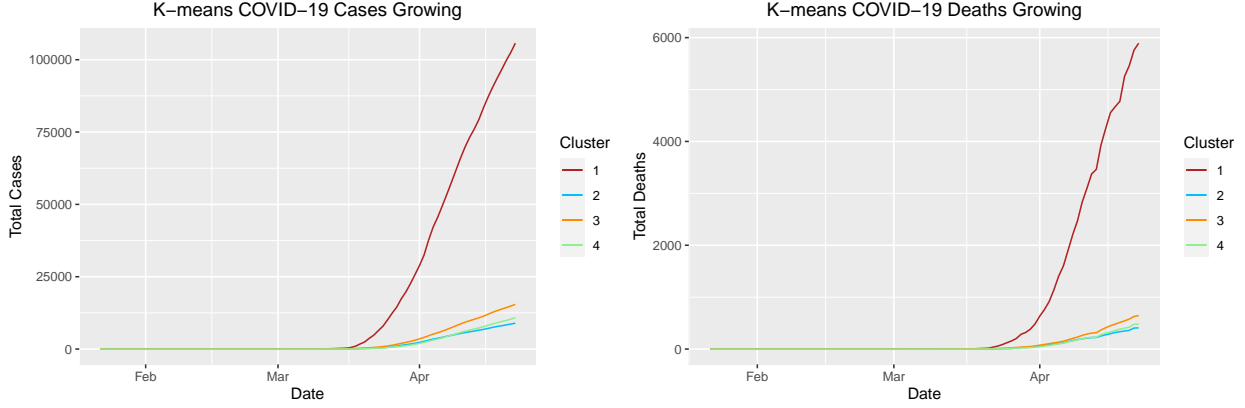 K−means COVID−19 Cases Growing
Total Cases
100000
75000
50000
25000
0
Feb
Mar
Apr
Date
Cluster
1
2
3
4
K−means COVID−19 Deaths Growing
Total Deaths
6000
4000
2000
0
Feb
Mar
Apr
Date
Cluster
1
2
3
4